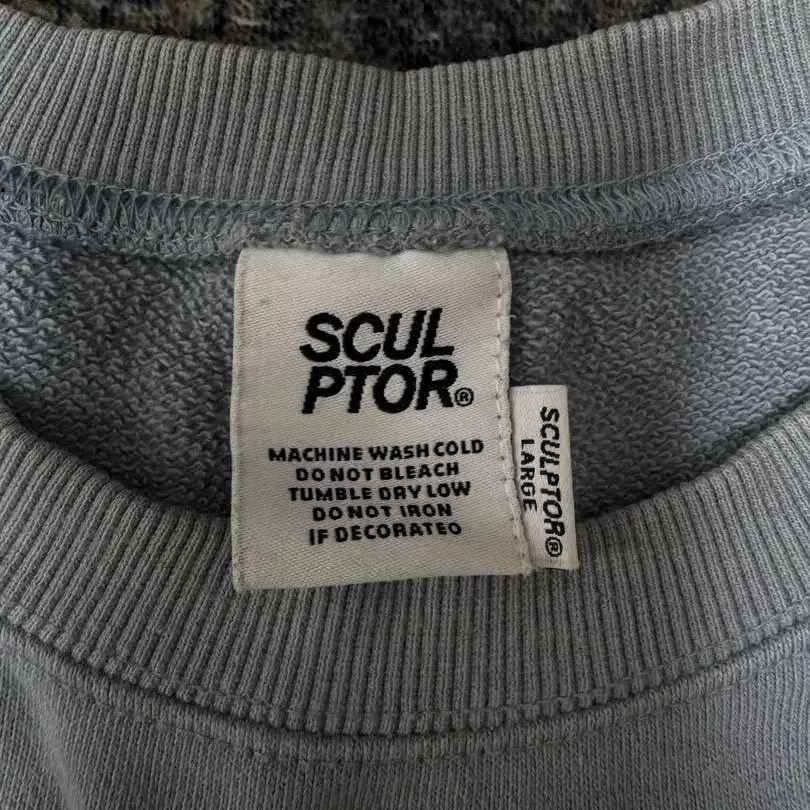 SCUL
PTOR®
MACHINE WASH COLD
DO NOT BLEACH
TUMBLE DRY LOW
DO NOT IRON
IF DECORATED
SCULPTOR®
LARGE